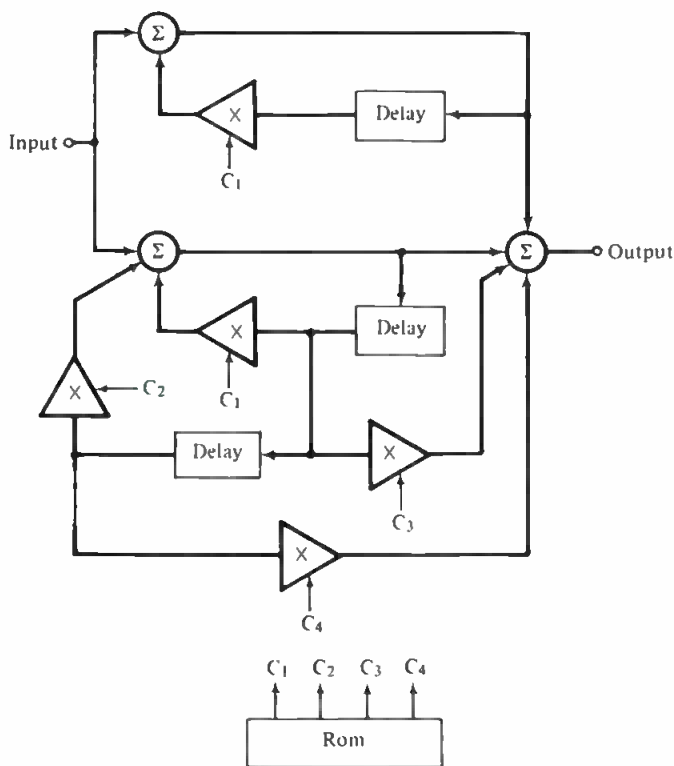 Σ
X
Delay
C1
Input
Σ
Σ
Output
X
Delay
C1
X
C2
Delay
X
C3
X
C4
C1 C2 C3 C4
Rom